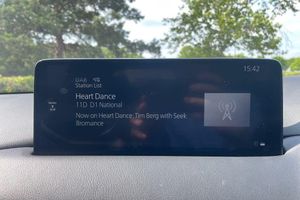 DAB
15:42
Station List
Heart Dance
11D D1 National
Now on Heart Dance: Tim Berg with Seek
Bromance